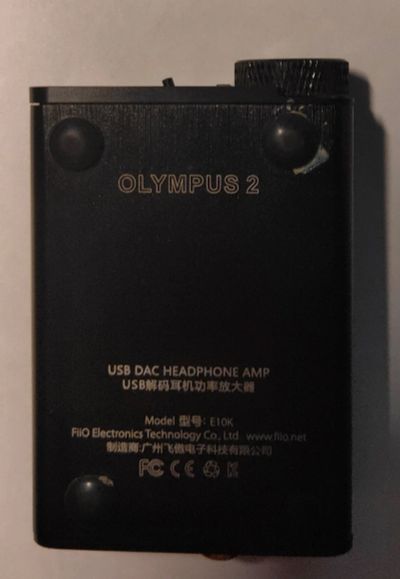 OLYMPUS 2
USB DAC HEADPHONE AMP
USB解码耳机功率放大器
Model 型号: E10K
FiiO Electronics Technology Co., Ltd www.fiio.net
制造商:广州飞傲电子科技有限公司
FC CE